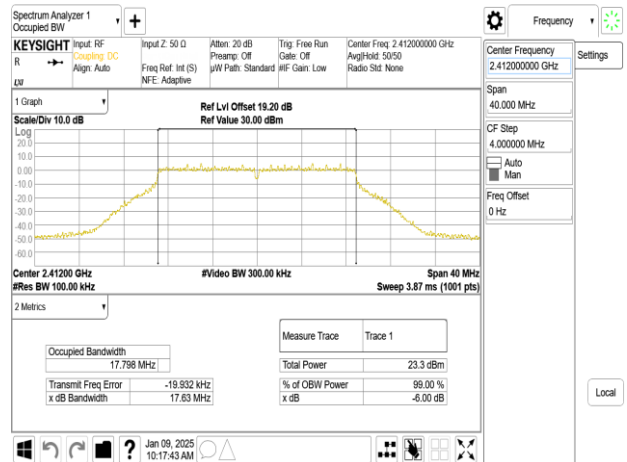 Spectrum Analyzer 1
Occupied BW
Frequency
KEYSIGHT
R
LXI
Input: RF
Coupling: DC
Align: Auto
Input Z: 50 Ω
Freq Ref: Int (S)
NFE: Adaptive
Atten: 20 dB
Preamp: Off
µW Path: Standard
Trig: Free Run
Gate: Off
#IF Gain: Low
Center Freq: 2.412000000 GHz
Avg|Hold: 50/50
Radio Std: None
Center Frequency
2.412000000 GHz
Settings
Span
40.000 MHz
CF Step
4.000000 MHz
Auto
Man
Freq Offset
0 Hz
Local
1 Graph
Scale/Div 10.0 dB
Ref Lvl Offset 19.20 dB
Ref Value 30.00 dBm
Log
20.0
10.0
0.00
-10.0
-20.0
-30.0
-40.0
-50.0
-60.0
Center 2.41200 GHz
#Res BW 100.00 kHz
#Video BW 300.00 kHz
Span 40 MHz
Sweep 3.87 ms (1001 pts)
2 Metrics
Measure Trace Trace 1
Occupied Bandwidth
17.798 MHz
Total Power 23.3 dBm
Transmit Freq Error -19.932 kHz
% of OBW Power 99.00 %
x dB Bandwidth 17.63 MHz
x dB -6.00 dB
?
Jan 09, 2025
10:17:43 AM